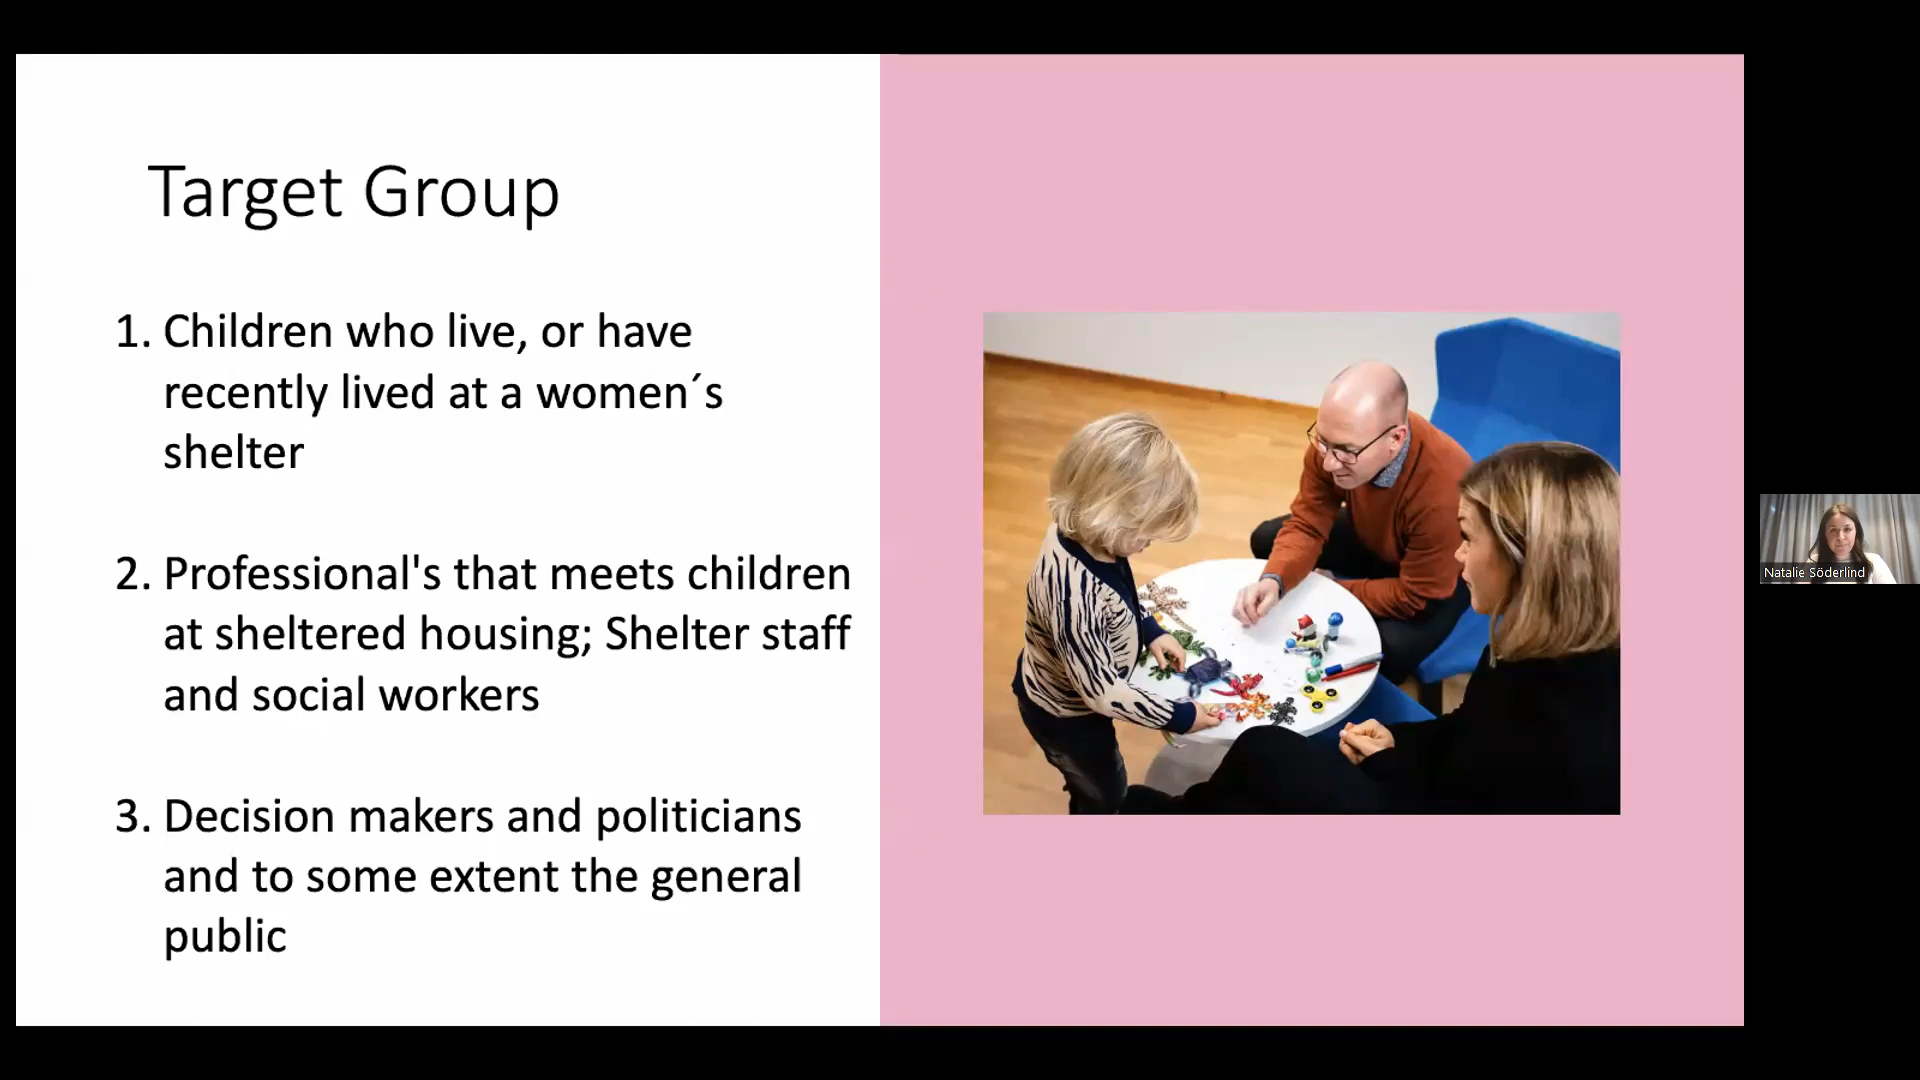 Target Group
1. Children who live, or have
recently lived at a women´s
shelter
2. Professional's that meets children
at sheltered housing; Shelter staff
and social workers
3. Decision makers and politicians
and to some extent the general
public
Natalie Söderlind